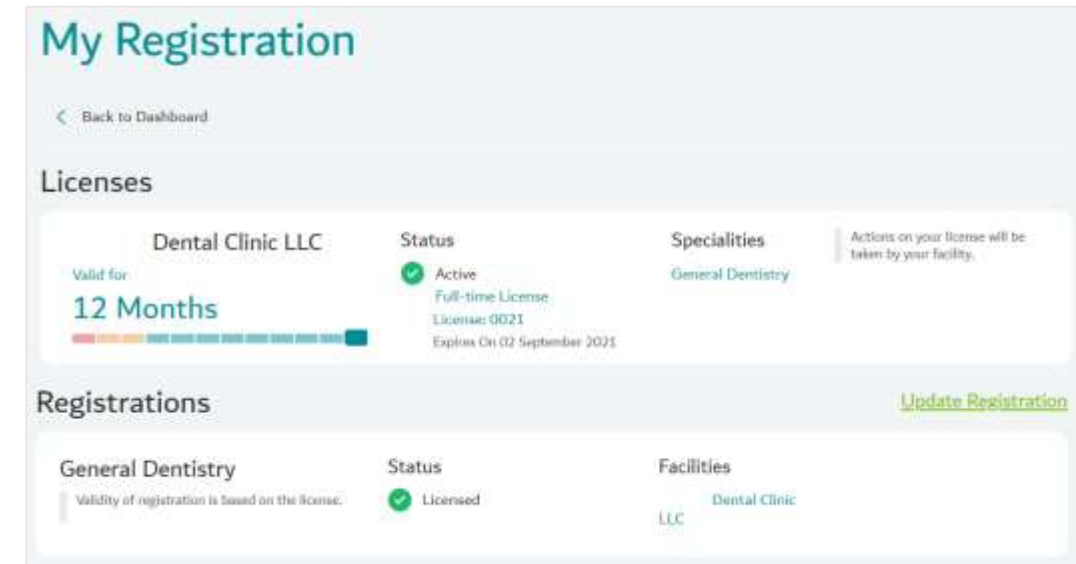 My Registration
Back to Dashboard
Licenses
Dental Clinic LLC
Valid for
12 Months
Status
Active
Full-time License
License: 0021
Expires On 02 September 2021
Specialities
General Dentistry
Actions on your license will be
taken by your facility.
Registrations
Update Registration
General Dentistry
Validity of registration is based on the license.
Status
Licensed
Facilities
Dental Clinic
LLC